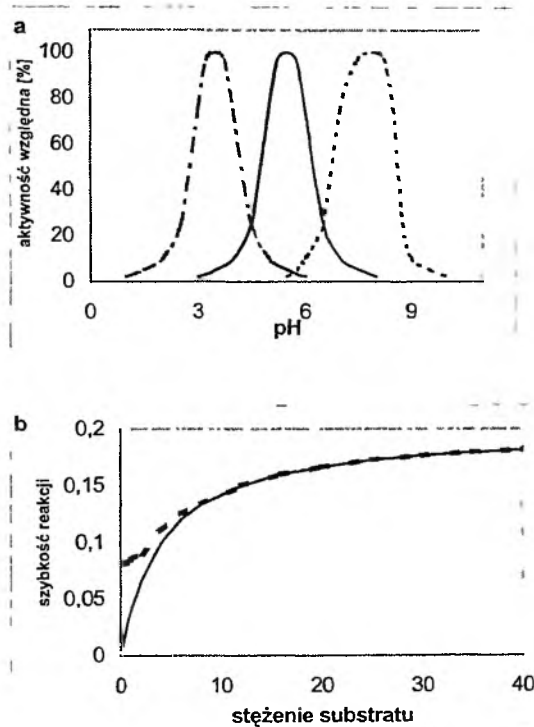 a
aktywność względna [%]
100
80
60
40
20
0
0 3 6 9
pH
b
szybkość reakcji
0,2
0,15
0,1
0,05
0
0 10 20 30 40
stężenie substratu